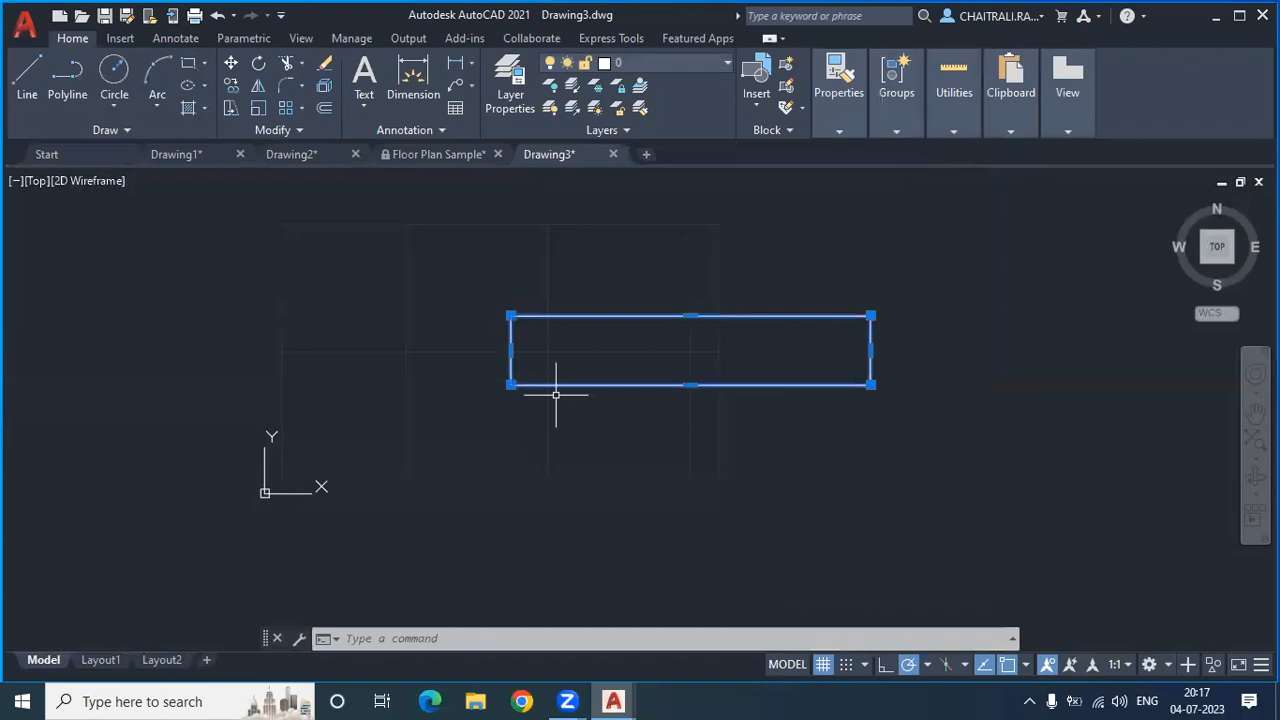 Autodesk AutoCAD 2021 Drawing3.dwg
Type a keyword or phrase
CHAITRALI.RA...
Home Insert Annotate Parametric View Manage Output Add-ins Collaborate Express Tools Featured Apps
0
Line Polyline Circle Arc
Text Dimension
Layer
Properties
Insert
Properties Groups Utilities Clipboard View
Draw Modify Annotation Layers Block
Start Drawing1* Drawing2* Floor Plan Sample* Drawing3*
[−][Top][2D Wireframe]
N
W TOP E
S
WCS
Y
X
Type a command
Model Layout1 Layout2
MODEL
1:1
Type here to search
ENG
20:17
04-07-2023